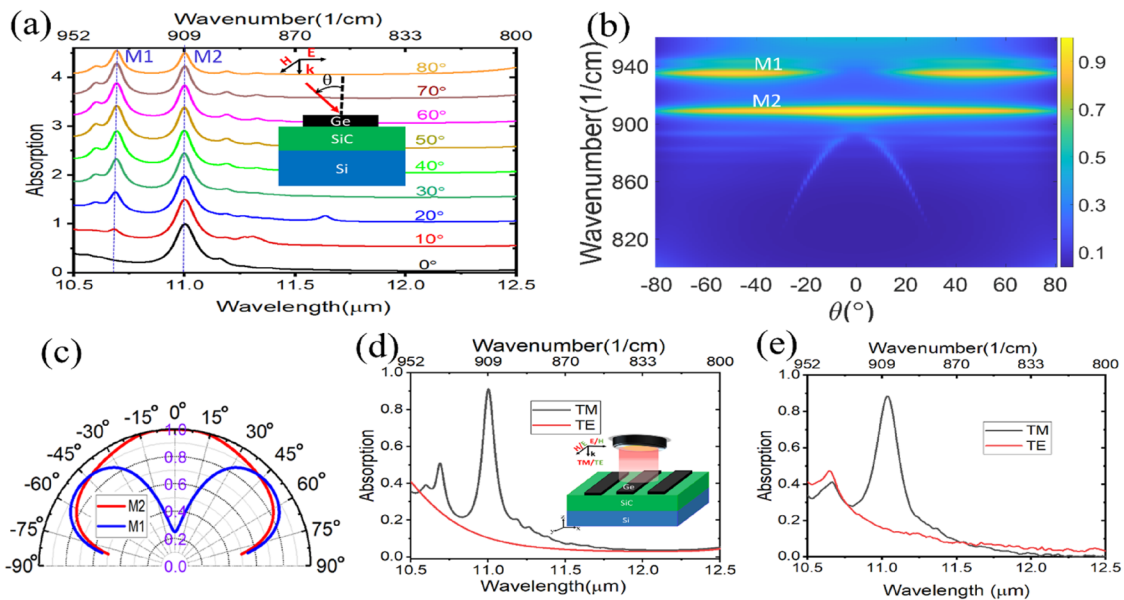 (a)
Wavenumber(1/cm)
952 909 870 833 800
M1 M2
Absorption
4
3
2
1
0
E
H
k
θ
Ge
SiC
Si
80°
70°
60°
50°
40°
30°
20°
10°
0°
10.5 11.0 11.5 12.0 12.5
Wavelength(μm)
(b)
Wavenumber(1/cm)
940
900
860
820
M1
M2
-80 -60 -40 -20 0 20 40 60 80
θ(°)
0.9
0.7
0.5
0.3
0.1
(c)
-90° -75° -60° -45° -30° -15° 0° 15° 30° 45° 60° 75° 90°
1.0
0.8
0.6
0.4
0.2
0.0
M2
M1
(d)
Wavenumber(1/cm)
952 909 870 833 800
Absorption
1.0
0.8
0.6
0.4
0.2
0.0
TM
TE
H/E E/H
k
TM/TE
Ge
SiC
Si
10.5 11.0 11.5 12.0 12.5
Wavelength(μm)
(e)
Wavenumber(1/cm)
952 909 870 833 800
Absorption
1.0
0.8
0.6
0.4
0.2
0.0
TM
TE
10.5 11.0 11.5 12.0 12.5
Wavelength(μm)